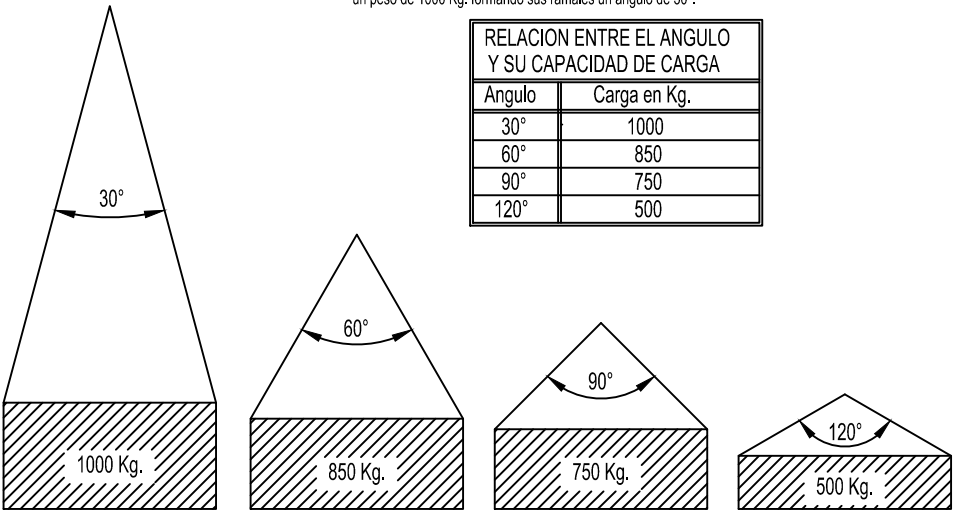 un peso de 1000 Kg. formando sus ramales un angulo de 30°.
RELACION ENTRE EL ANGULO
Y SU CAPACIDAD DE CARGA
Angulo Carga en Kg.
30° 1000
60° 850
90° 750
120° 500
30°
60°
90°
120°
1000 Kg.
850 Kg.
750 Kg.
500 Kg.